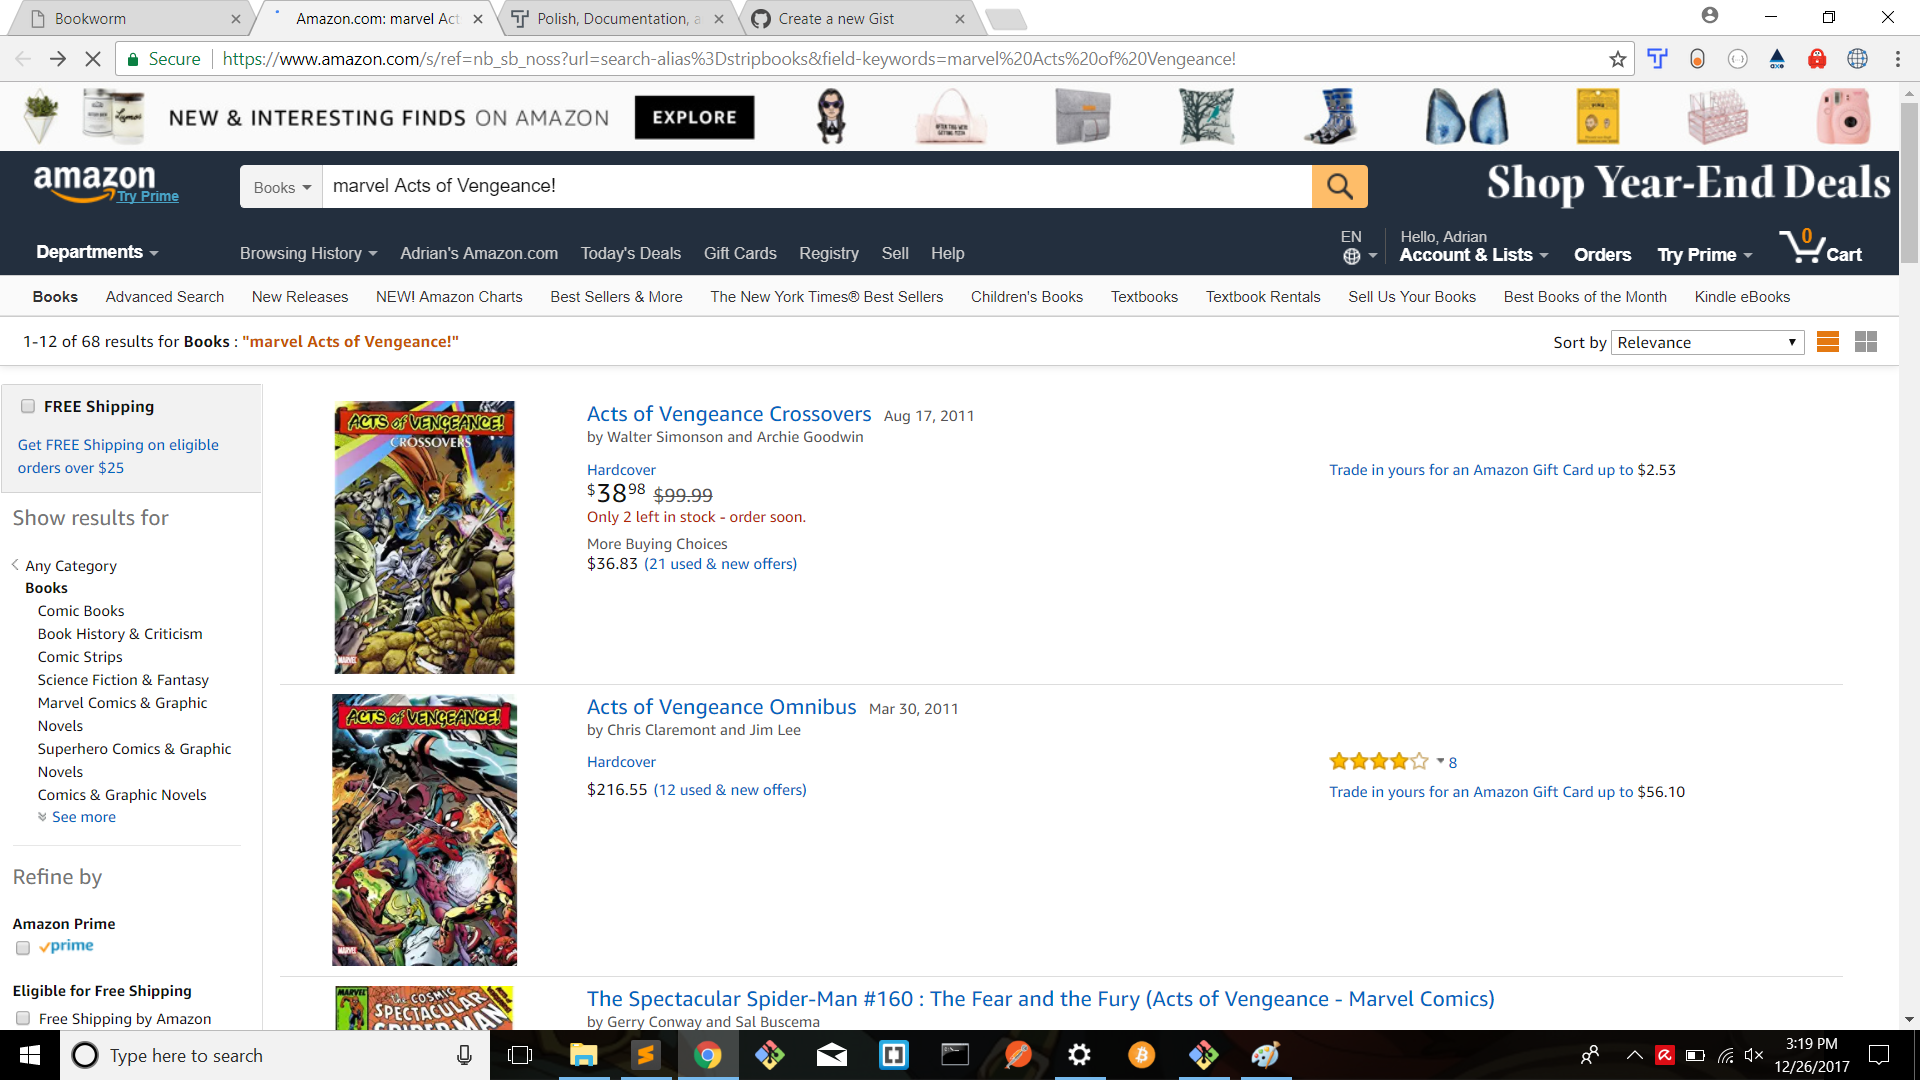 Bookworm
Amazon.com: marvel Act
Polish, Documentation, a
Create a new Gist
Secure
https://www.amazon.com/s/ref=nb_sb_noss?url=search-alias%3Dstripbooks&field-keywords=marvel%20Acts%20of%20Vengeance!
NEW & INTERESTING FINDS ON AMAZON
EXPLORE
amazon
Try Prime
Books
marvel Acts of Vengeance!
Shop Year-End Deals
Departments
Browsing History
Adrian's Amazon.com
Today's Deals
Gift Cards
Registry
Sell
Help
EN
Hello, Adrian
Account & Lists
Orders
Try Prime
0
Cart
Books
Advanced Search
New Releases
NEW! Amazon Charts
Best Sellers & More
The New York Times® Best Sellers
Children's Books
Textbooks
Textbook Rentals
Sell Us Your Books
Best Books of the Month
Kindle eBooks
1-12 of 68 results for Books : "marvel Acts of Vengeance!"
Sort by Relevance
FREE Shipping
Get FREE Shipping on eligible
orders over $25
Show results for
Any Category
Books
Comic Books
Book History & Criticism
Comic Strips
Science Fiction & Fantasy
Marvel Comics & Graphic
Novels
Superhero Comics & Graphic
Novels
Comics & Graphic Novels
See more
Refine by
Amazon Prime
prime
Eligible for Free Shipping
Free Shipping by Amazon
ACTS of VENGEANCE!
CROSSOVERS
MARVEL
Acts of Vengeance Crossovers Aug 17, 2011
by Walter Simonson and Archie Goodwin
Hardcover
$38.98 $99.99
Only 2 left in stock - order soon.
More Buying Choices
$36.83 (21 used & new offers)
Trade in yours for an Amazon Gift Card up to $2.53
ACTS of VENGEANCE!
MARVEL
Acts of Vengeance Omnibus Mar 30, 2011
by Chris Claremont and Jim Lee
Hardcover
$216.55 (12 used & new offers)
8
Trade in yours for an Amazon Gift Card up to $56.10
MARVEL
The COSMIC
SPECTACULAR
SPIDER-MAN
The Spectacular Spider-Man #160 : The Fear and the Fury (Acts of Vengeance - Marvel Comics)
by Gerry Conway and Sal Buscema
Type here to search
3:19 PM
12/26/2017